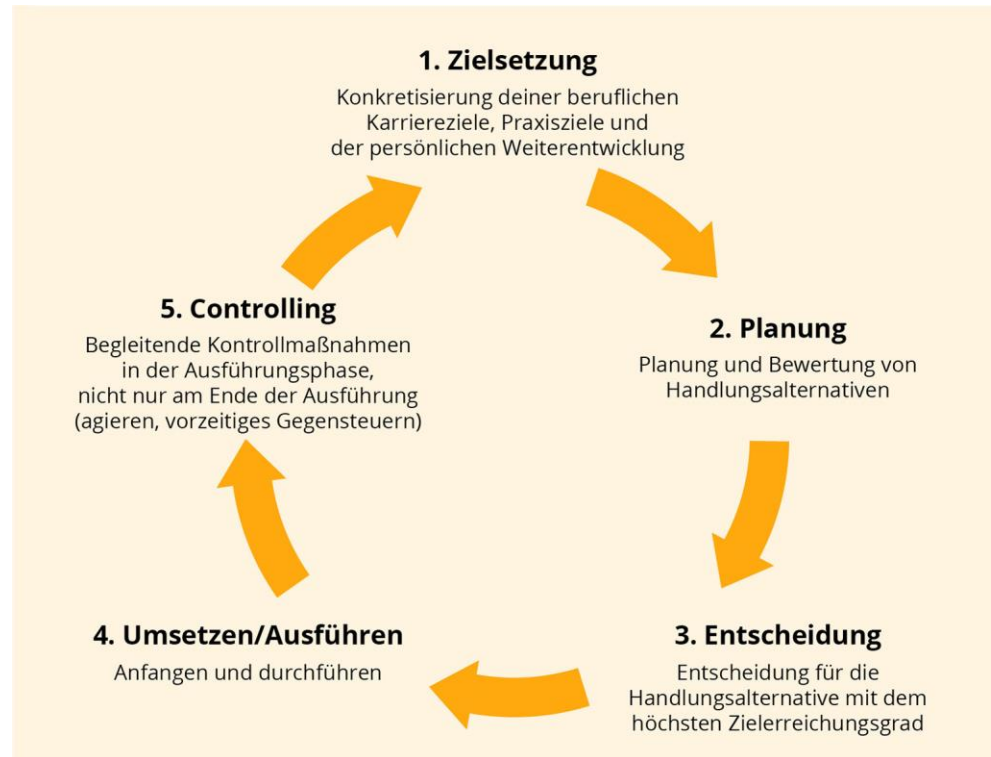 1. Zielsetzung
Konkretisierung deiner beruflichen
Karriereziele, Praxisziele und
der persönlichen Weiterentwicklung
2. Planung
Planung und Bewertung von
Handlungsalternativen
3. Entscheidung
Entscheidung für die
Handlungsalternative mit dem
höchsten Zielerreichungsgrad
4. Umsetzen/Ausführen
Anfangen und durchführen
5. Controlling
Begleitende Kontrollmaßnahmen
in der Ausführungsphase,
nicht nur am Ende der Ausführung
(agieren, vorzeitiges Gegensteuern)